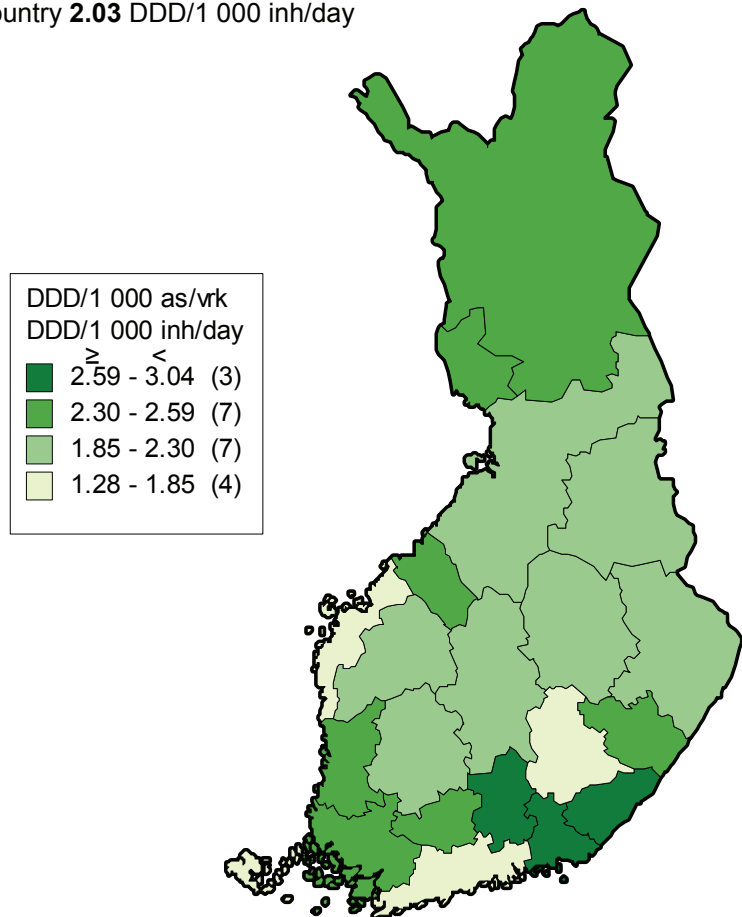 2.03 DDD/1 000 inh/day
DDD/1 000 as/vrk
DDD/1 000 inh/day
≥ <
2.59 - 3.04 (3)
2.30 - 2.59 (7)
1.85 - 2.30 (7)
1.28 - 1.85 (4)